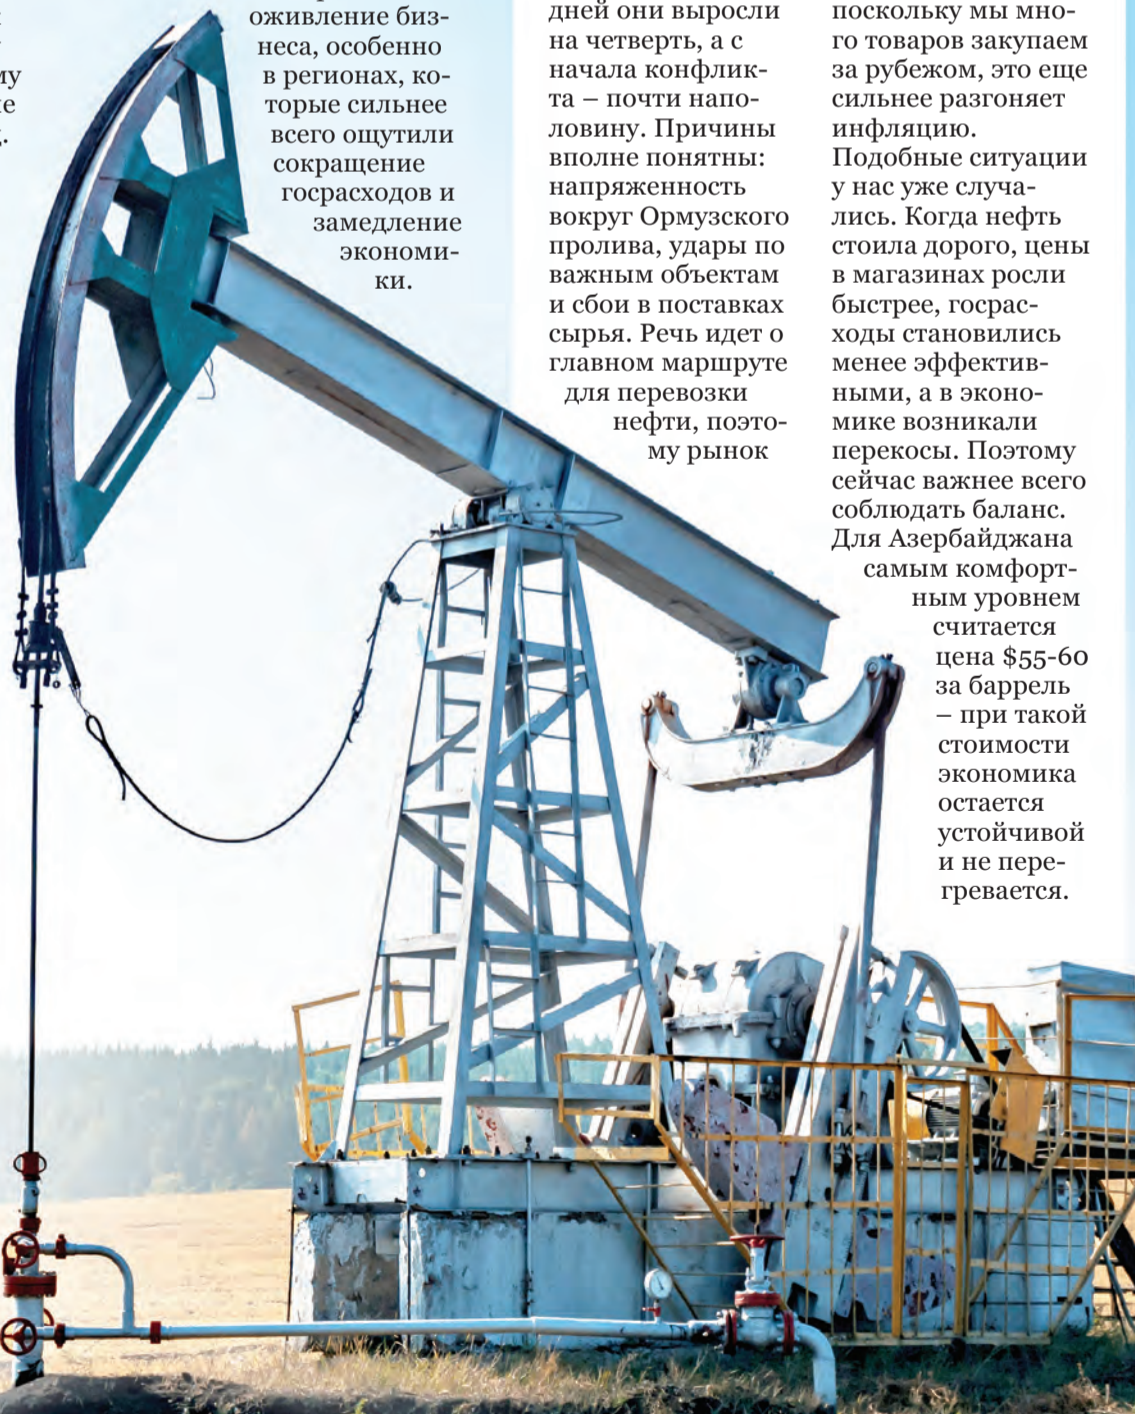 оживление биз-
неса, особенно
в регионах, ко-
торые сильнее
всего ощутили
сокращение
госрасходов и
замедление
экономи-
ки.
дней они выросли
на четверть, а с
начала конфлик-
та – почти напо-
ловину. Причины
вполне понятны:
напряженность
вокруг Ормузского
пролива, удары по
важным объектам
и сбои в поставках
сырья. Речь идет о
главном маршруте
для перевозки
нефти, поэто-
му рынок
поскольку мы мно-
го товаров закупаем
за рубежом, это еще
сильнее разгоняет
инфляцию.
Подобные ситуации
у нас уже случа-
лись. Когда нефть
стоила дорого, цены
в магазинах росли
быстрее, госрас-
ходы становились
менее эффектив-
ными, а в эконо-
мике возникали
перекосы. Поэтому
сейчас важнее всего
соблюдать баланс.
Для Азербайджана
самым комфорт-
ным уровнем
считается
цена $55-60
за баррель
– при такой
стоимости
экономика
остается
устойчивой
и не пере-
гревается.